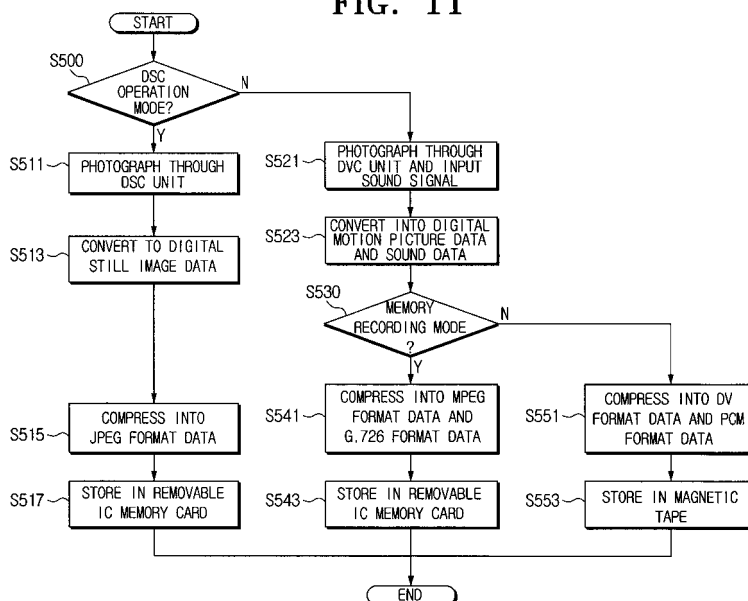 FIG. 11
START
S500
DSC
OPERATION
MODE?
N
Y
S511
PHOTOGRAPH THROUGH
DSC UNIT
S521
PHOTOGRAPH THROUGH
DVC UNIT AND INPUT
SOUND SIGNAL
S513
CONVERT TO DIGITAL
STILL IMAGE DATA
S523
CONVERT INTO DIGITAL
MOTION PICTURE DATA
AND SOUND DATA
S530
MEMORY
RECORDING MODE
?
N
Y
S515
COMPRESS INTO
JPEG FORMAT DATA
S541
COMPRESS INTO MPEG
FORMAT DATA AND
G.726 FORMAT DATA
S551
COMPRESS INTO DV
FORMAT DATA AND PCM
FORMAT DATA
S517
STORE IN REMOVABLE
IC MEMORY CARD
S543
STORE IN REMOVABLE
IC MEMORY CARD
S553
STORE IN MAGNETIC
TAPE
END